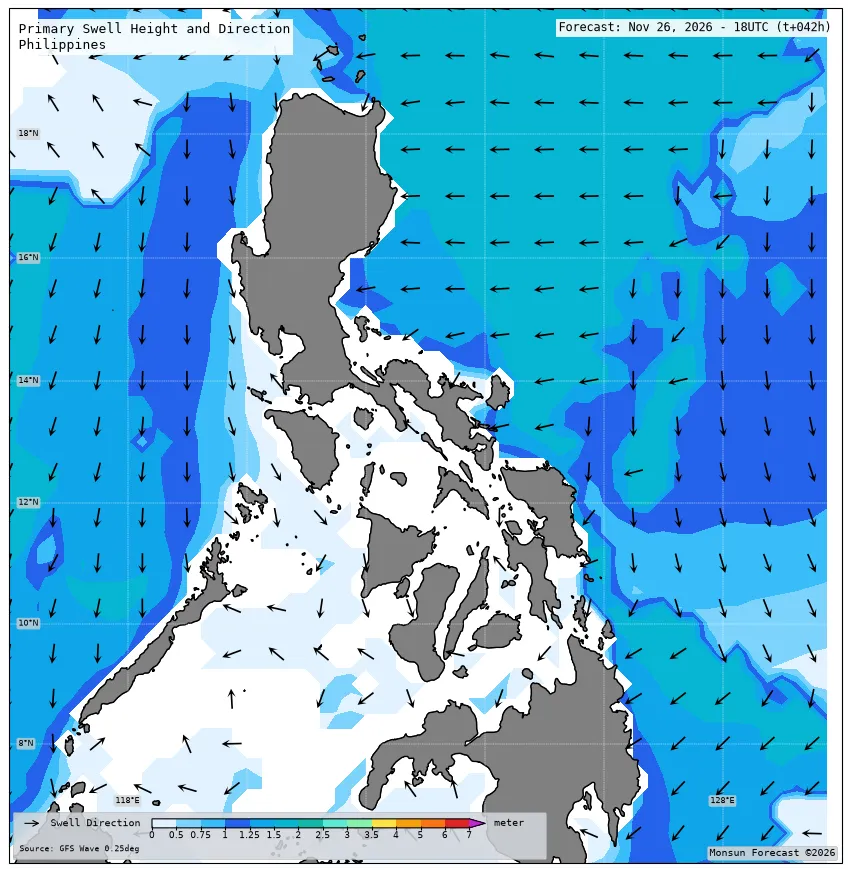 Primary Swell Height and Direction
Philippines
Forecast: Nov 26, 2026 - 18UTC (t+042h)
18°N
16°N
14°N
12°N
10°N
8°N
118°E
128°E
Swell Direction
0 0.5 0.75 1 1.25 1.5 2 2.5 3 3.5 4 5 6 7
meter
Source: GFS Wave 0.25deg
Monsun Forecast ©2026